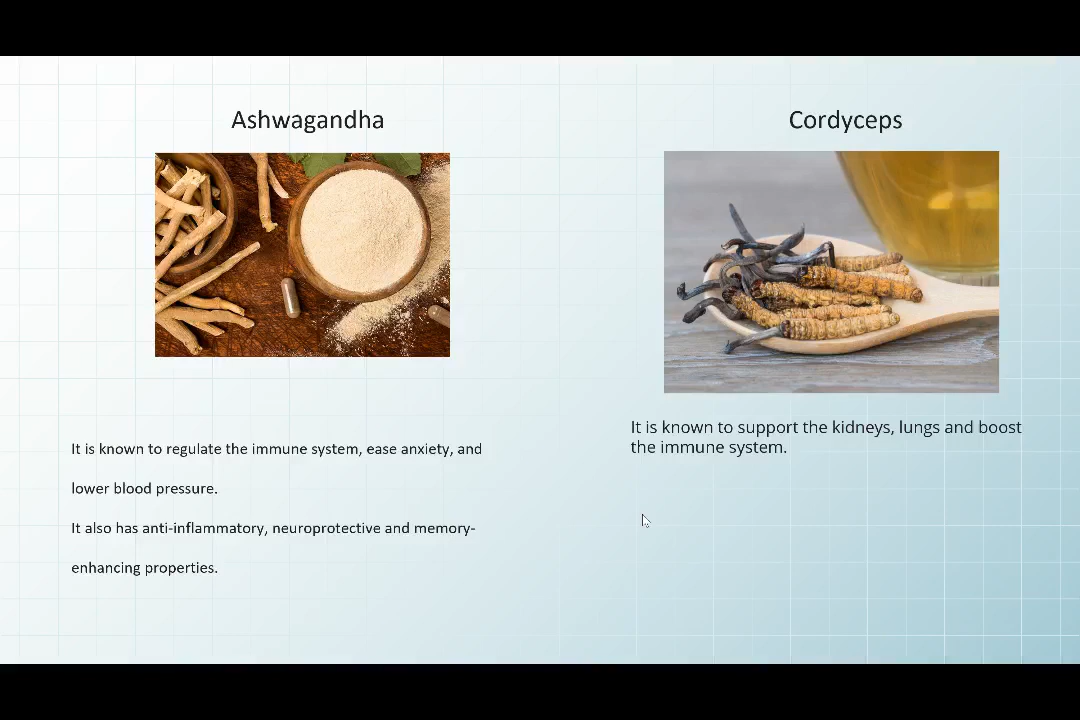 Ashwagandha
It is known to regulate the immune system, ease anxiety, and
lower blood pressure.
It also has anti-inflammatory, neuroprotective and memory-
enhancing properties.
Cordyceps
It is known to support the kidneys, lungs and boost
the immune system.